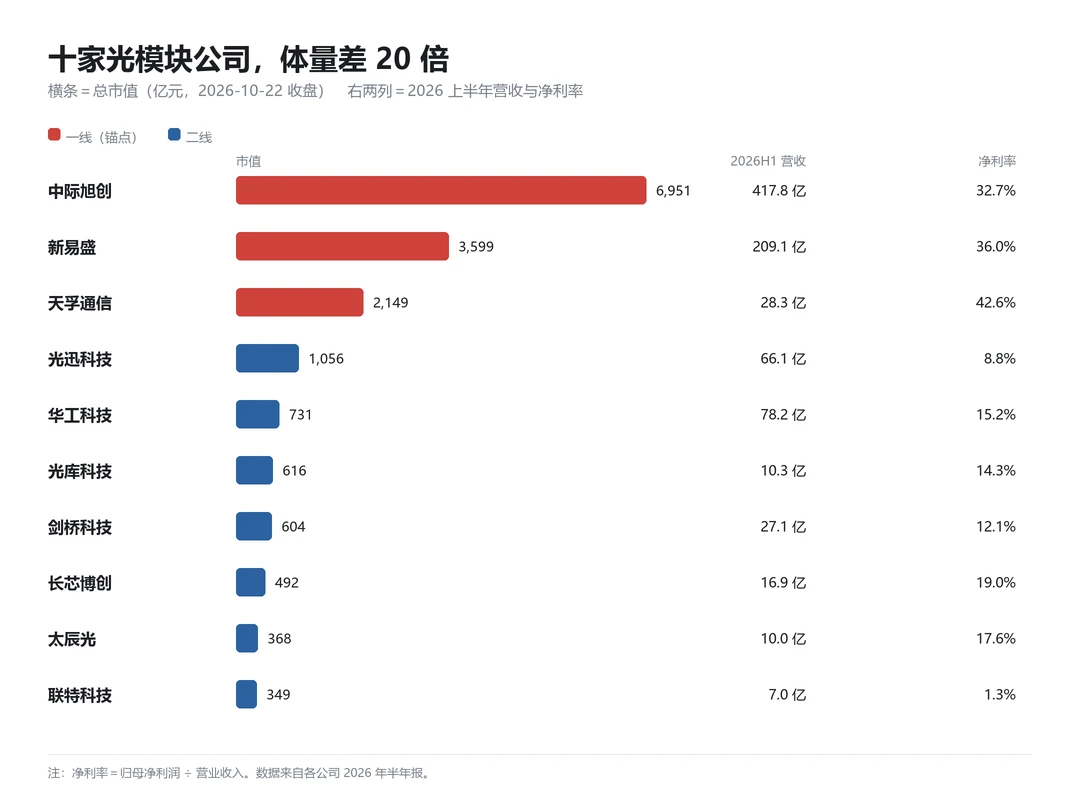 十家光模块公司，体量差 20 倍
横条＝总市值（亿元，2026-10-22 收盘） 右两列＝2026 上半年营收与净利率
一线（锚点） 二线
市值 2026H1 营收 净利率
中际旭创 6,951 417.8 亿 32.7%
新易盛 3,599 209.1 亿 36.0%
天孚通信 2,149 28.3 亿 42.6%
光迅科技 1,056 66.1 亿 8.8%
华工科技 731 78.2 亿 15.2%
光库科技 616 10.3 亿 14.3%
剑桥科技 604 27.1 亿 12.1%
长芯博创 492 16.9 亿 19.0%
太辰光 368 10.0 亿 17.6%
联特科技 349 7.0 亿 1.3%
注：净利率＝归母净利润 ÷ 营业收入。数据来自各公司 2026 年半年报。